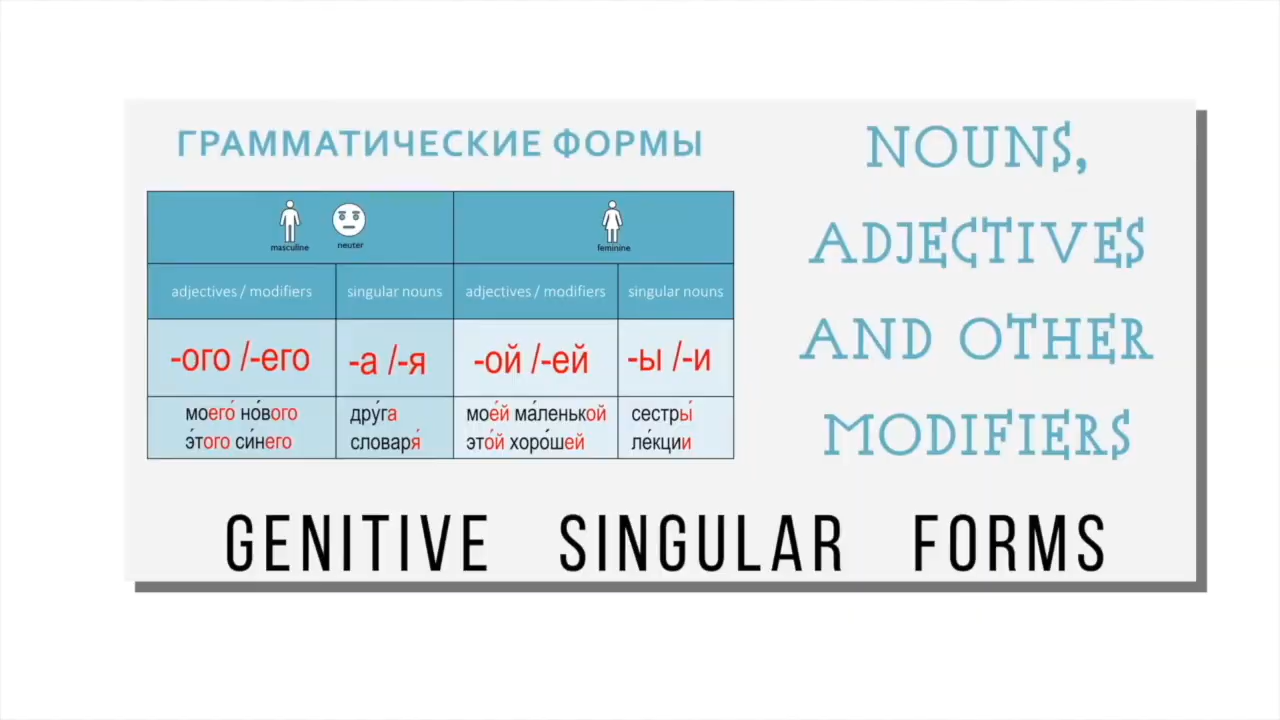 ГРАММАТИЧЕСКИЕ ФОРМЫ
masculine neuter feminine
adjectives / modifiers singular nouns adjectives / modifiers singular nouns
-ого /-его -а /-я -ой /-ей -ы /-и
моего́ но́вого дру́га мое́й ма́ленькой сестры́
э́того си́него словаря́ это́й хоро́шей ле́кции
NOUNS,
ADJECTIVES
AND OTHER
MODIFIERS
GENITIVE SINGULAR FORMS